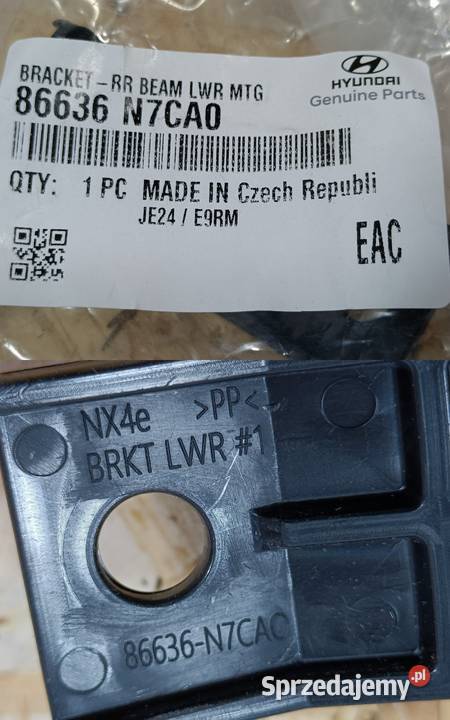 HYUNDAI
Genuine Parts
BRACKET-RR BEAM LWR MTG
86636 N7CA0
QTY: 1 PC MADE IN Czech Republi
JE24 / E9RM
EAC
NX4e >PP<
BRKT LWR #1
86636-N7CAO
Sprzedajemy.pl